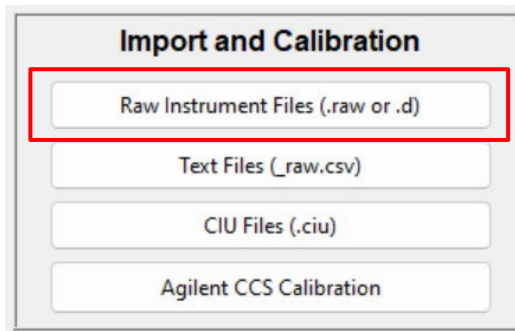 Import and Calibration
Raw Instrument Files (.raw or .d)
Text Files (_raw.csv)
CIU Files (.ciu)
Agilent CCS Calibration